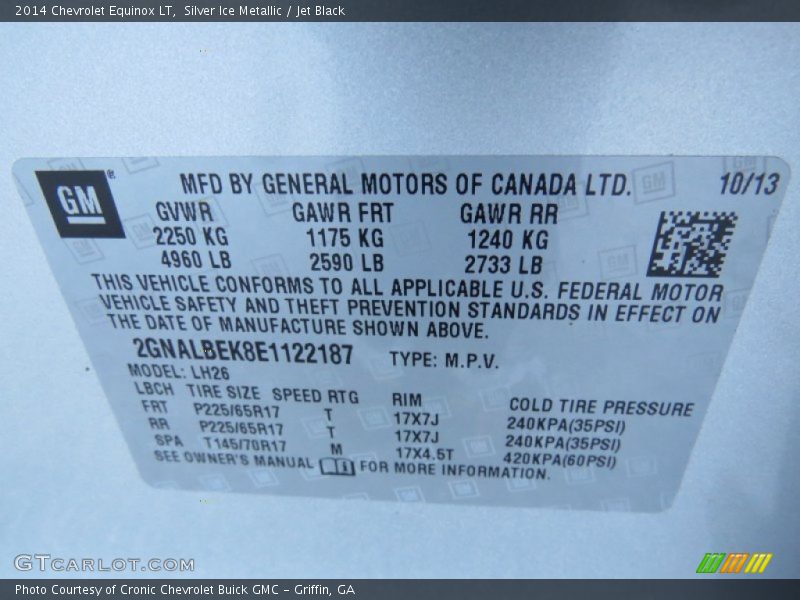 2014 Chevrolet Equinox LT, Silver Ice Metallic / Jet Black
GM®
MFD BY GENERAL MOTORS OF CANADA LTD. 10/13
GVWR GAWR FRT GAWR RR
2250 KG 1175 KG 1240 KG
4960 LB 2590 LB 2733 LB
THIS VEHICLE CONFORMS TO ALL APPLICABLE U.S. FEDERAL MOTOR
VEHICLE SAFETY AND THEFT PREVENTION STANDARDS IN EFFECT ON
THE DATE OF MANUFACTURE SHOWN ABOVE.
2GNALBEK8E1122187 TYPE: M.P.V.
MODEL: LH26
LBCH TIRE SIZE SPEED RTG RIM COLD TIRE PRESSURE
FRT P225/65R17 T 17X7J 240KPA(35PSI)
RR P225/65R17 T 17X7J 240KPA(35PSI)
SPA T145/70R17 M 17X4.5T 420KPA(60PSI)
SEE OWNER'S MANUAL FOR MORE INFORMATION.
GTCARLOT.COM
Photo Courtesy of Cronic Chevrolet Buick GMC – Griffin, GA